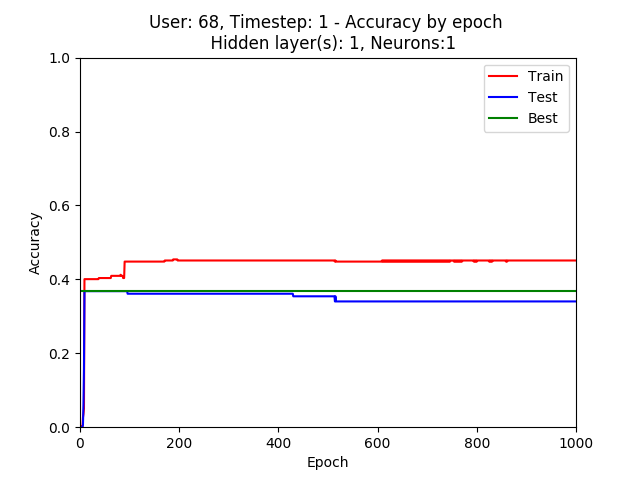 User: 68, Timestep: 1 - Accuracy by epoch
Hidden layer(s): 1, Neurons:1
Train
Test
Best
Accuracy
1.0
0.8
0.6
0.4
0.2
0.0
0 200 400 600 800 1000
Epoch